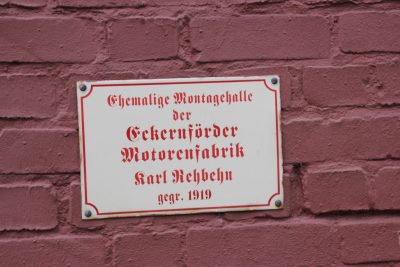 Ehemalige Montagehalle
der
Eckernförder
Motorenfabrik
Karl Rehbehn
gegr. 1919